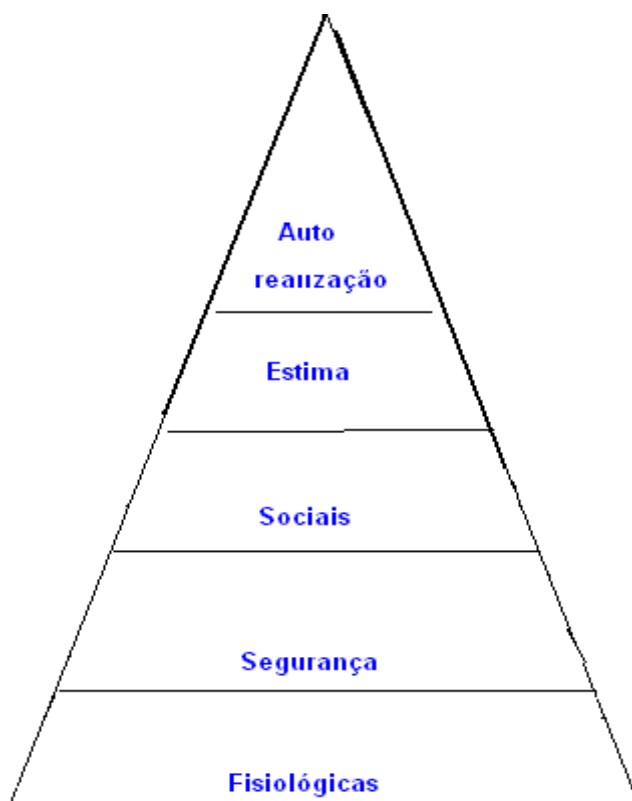 Auto
realização
Estima
Sociais
Segurança
Fisiológicas